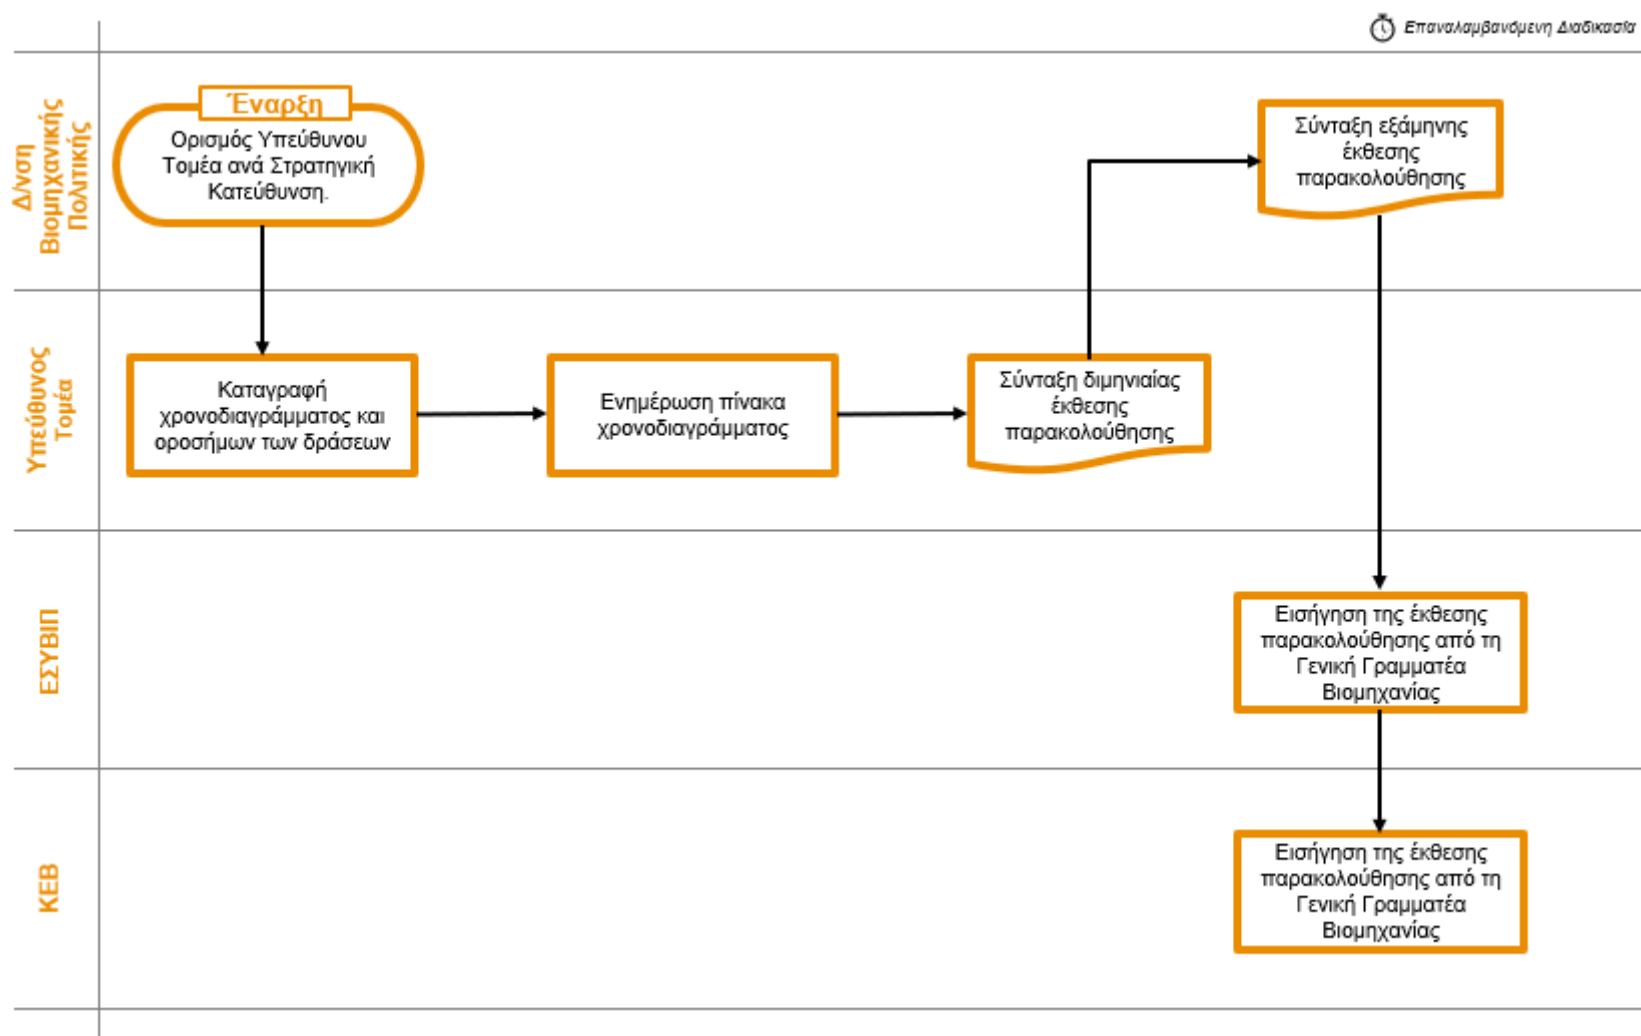 Επαναλαμβανόμενη Διαδικασία
Δ/νση
Βιομηχανικής
Πολιτικής
Έναρξη
Ορισμός Υπεύθυνου
Τομέα ανά Στρατηγική
Κατεύθυνση.
Σύνταξη εξάμηνης
έκθεσης
παρακολούθησης
Υπεύθυνος
Τομέα
Καταγραφή
χρονοδιαγράμματος και
οροσήμων των δράσεων
Ενημέρωση πίνακα
χρονοδιαγράμματος
Σύνταξη διμηνιαίας
έκθεσης
παρακολούθησης
ΕΣΥΒΙΠ
Εισήγηση της έκθεσης
παρακολούθησης από τη
Γενική Γραμματέα
Βιομηχανίας
ΚΕΒ
Εισήγηση της έκθεσης
παρακολούθησης από τη
Γενική Γραμματέα
Βιομηχανίας